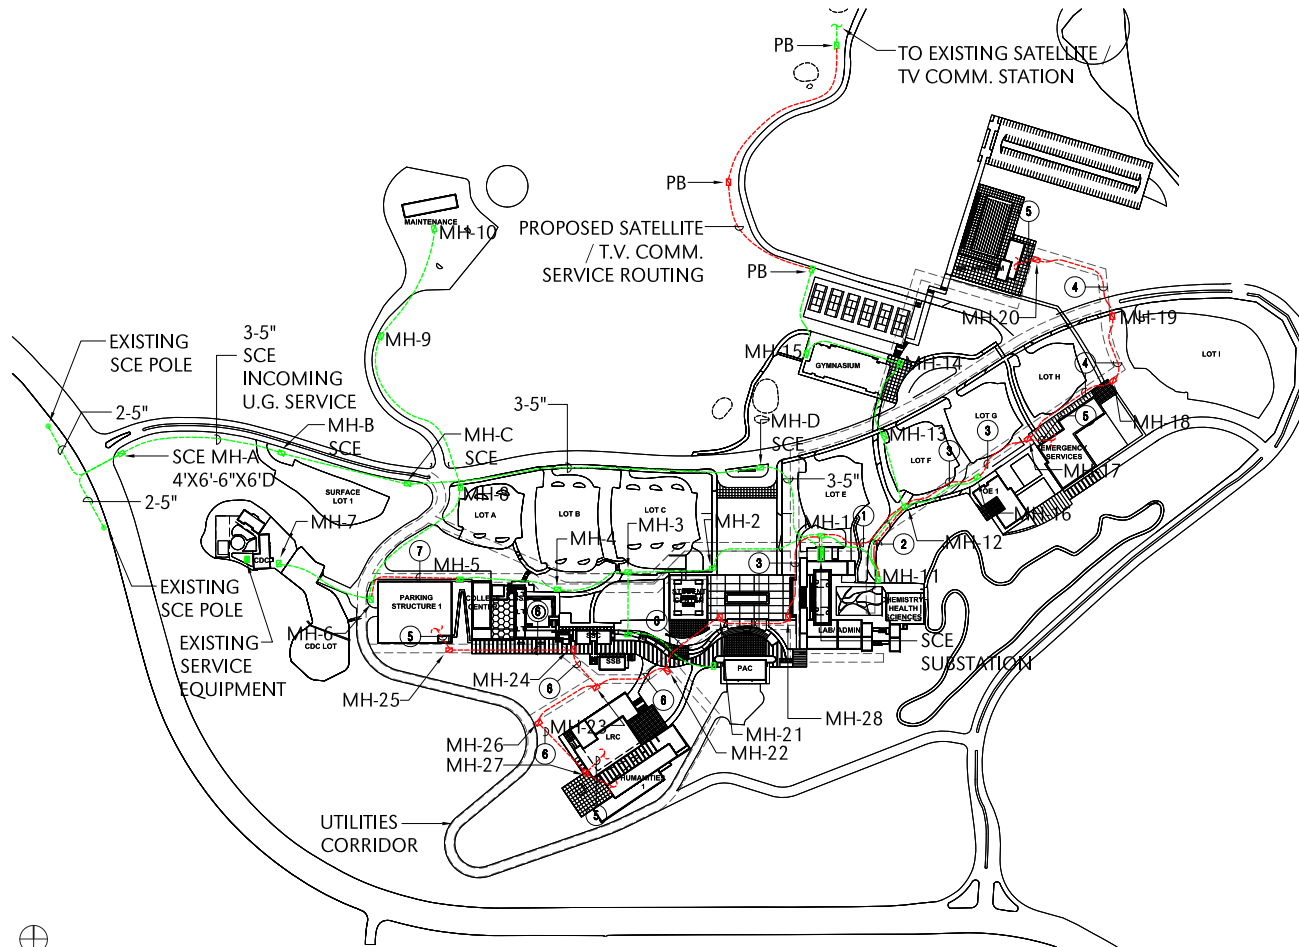 PB
TO EXISTING SATELLITE /
TV COMM. STATION
PB
5
MAINTENANCE
MH-10
PROPOSED SATELLITE
/ T.V. COMM.
SERVICE ROUTING
PB
4
MH-20
MH-19
EXISTING
SCE POLE
3-5"
SCE
INCOMING
U.G. SERVICE
MH-9
MH-15
GYMNASIUM
MH-14
LOT I
4
LOT H
2-5"
3-5"
MH-B
SCE
MH-C
SCE
MH-D
SCE
LOT G
5
MH-18
MH-13
3
3
EMERGENCY
SERVICES
SCE MH-A
4'X6'-6"X6'D
LOT F
MH-17
2-5"
SURFACE
LOT 1
MH-8
3-5"
LOT E
LOT A
LOT B
LOT C
MH-16
MH-7
MH-3
MH-2
MH-1
1
MH-12
2
MH-4
CDC
7
MH-5
3
MH-11
EXISTING
SCE POLE
PARKING
STRUCTURE 1
6
CHEMISTRY/
HEALTH
SCIENCES
MH-6
CDC LOT
5
8
LAB/ADMIN
SCE
SUBSTATION
EXISTING
SERVICE
EQUIPMENT
SSB
PAC
MH-24
6
6
MH-25
MH-28
MH-23
MH-21
LRC
MH-22
MH-26
6
MH-27
HUMANITIES
1
5
UTILITIES
CORRIDOR